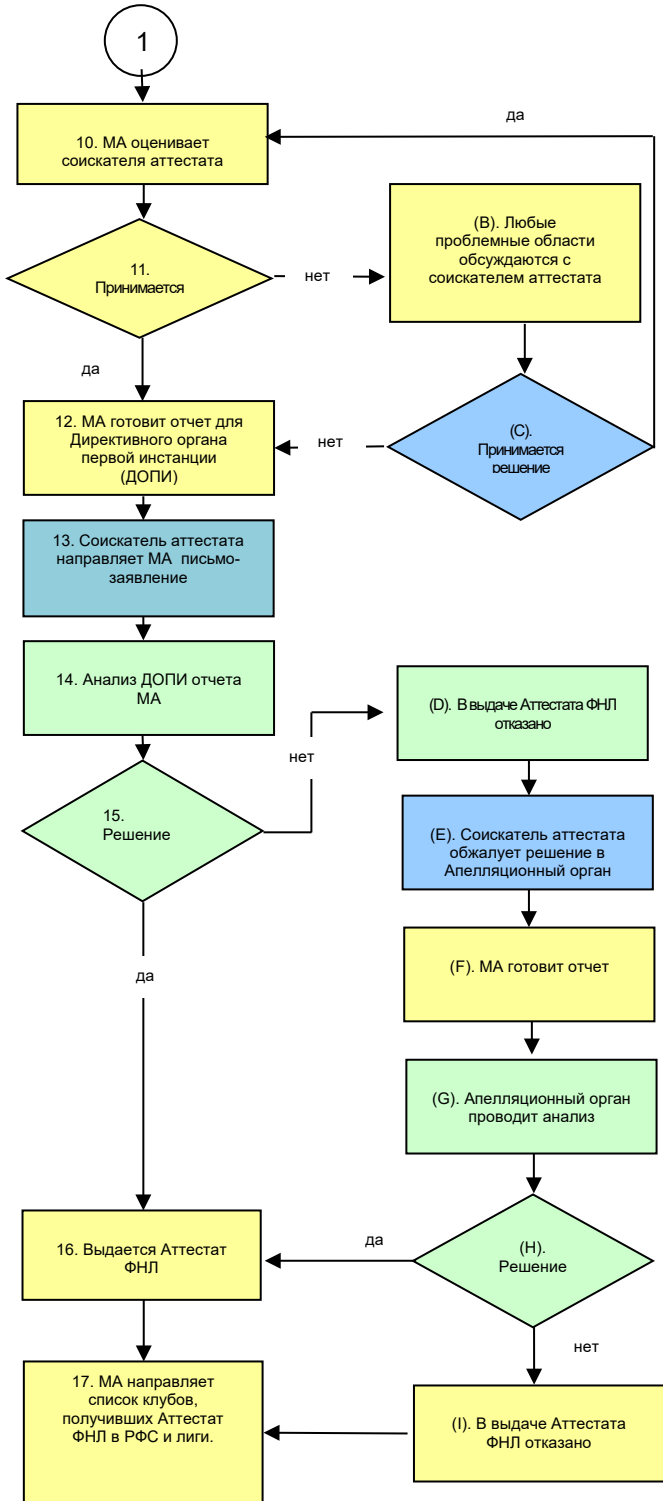 1
10. МА оценивает
соискателя аттестата
да
11.
Принимается
нет
(B). Любые
проблемные области
обсуждаются с
соискателем аттестата
да
12. МА готовит отчет для
Директивного органа
первой инстанции
(ДОПИ)
нет
(C).
Принимается
решение
13. Соискатель аттестата
направляет МА письмо-
заявление
14. Анализ ДОПИ отчета
МА
15.
Решение
нет
(D). В выдаче Аттестата ФНЛ
отказано
(E). Соискатель аттестата
обжалует решение в
Апелляционный орган
(F). МА готовит отчет
да
(G). Апелляционный орган
проводит анализ
16. Выдается Аттестат
ФНЛ
да
(H).
Решение
нет
17. МА направляет
список клубов,
получивших Аттестат
ФНЛ в РФС и лиги.
(I). В выдаче Аттестата
ФНЛ отказано